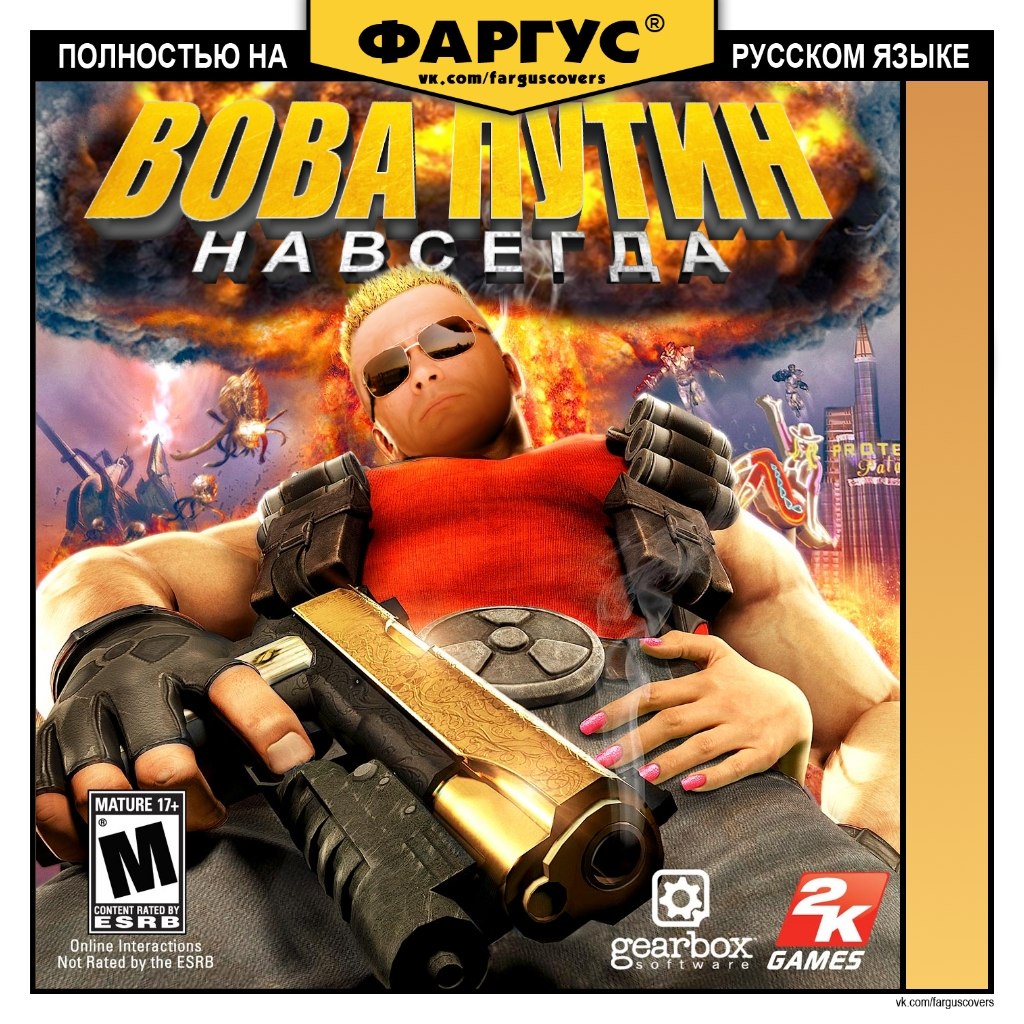 ФАРГУС®
vk.com/farguscovers
ПОЛНОСТЬЮ НА РУССКОМ ЯЗЫКЕ
ВОВА ПУТИН
НАВСЕГДА
PROTE
MATURE 17+
M
®
CONTENT RATED BY
ESRB
Online Interactions
Not Rated by the ESRB
gearbox
software
2K
GAMES
vk.com/farguscovers